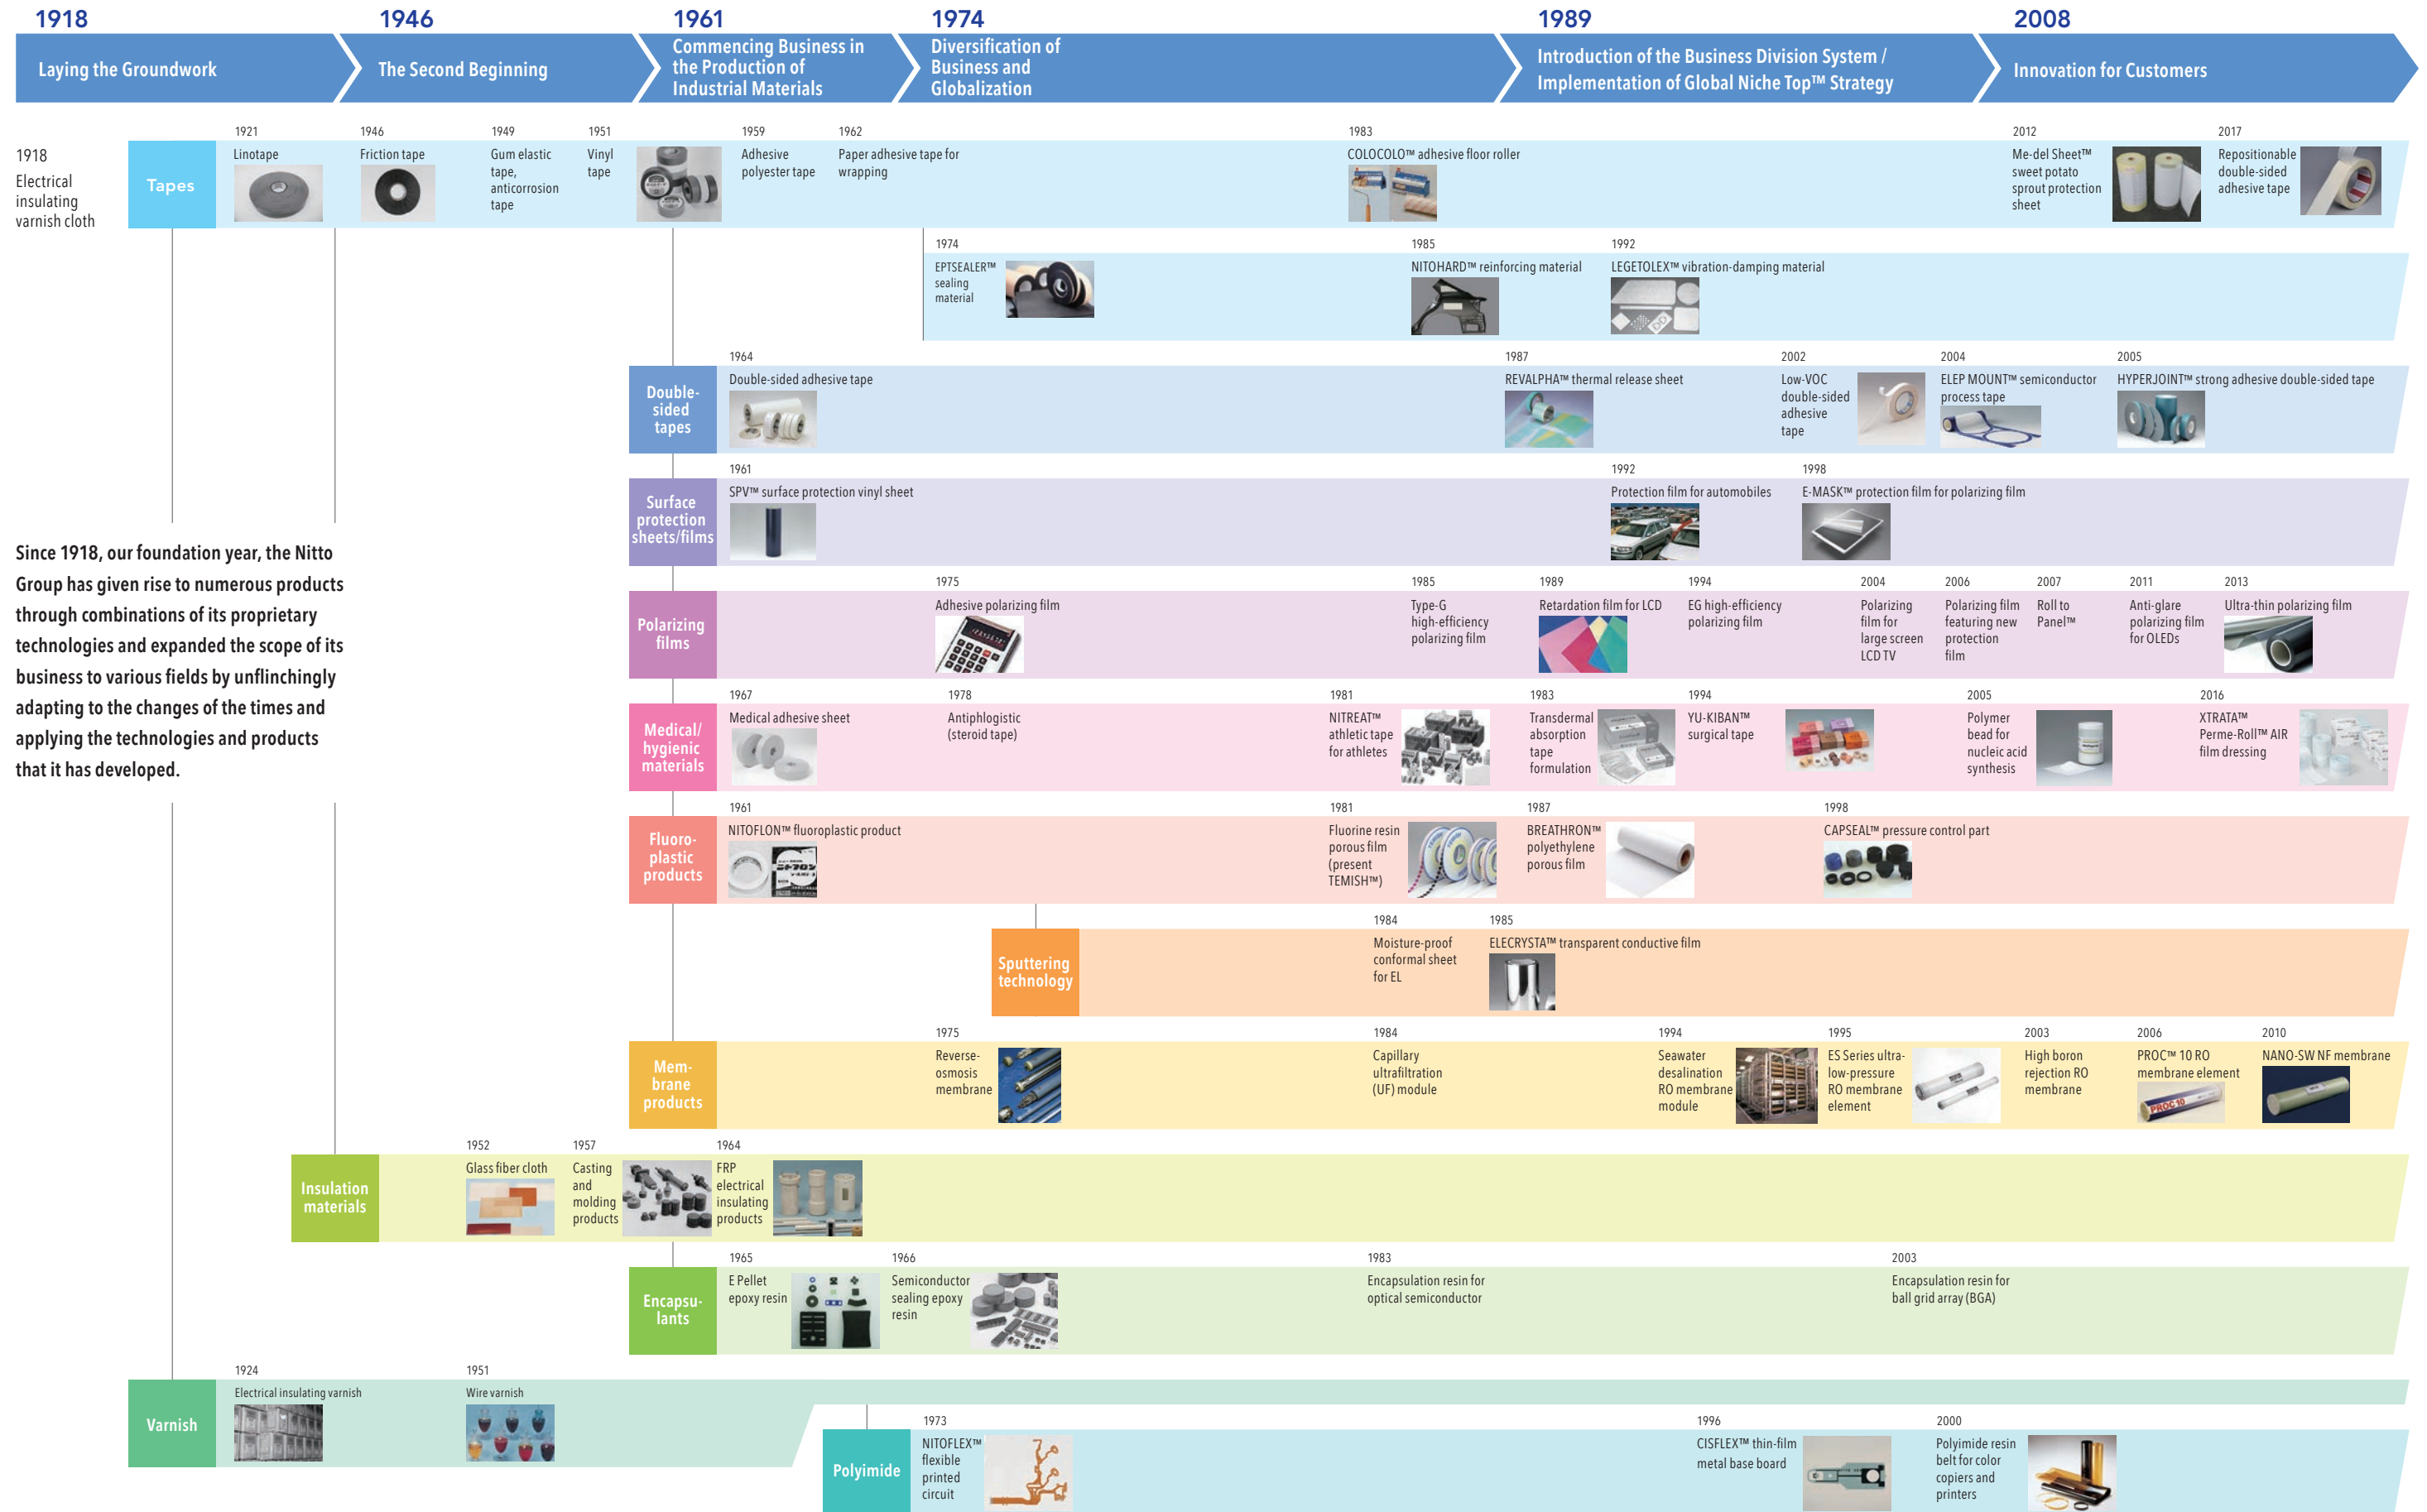 1918
1946
1961
1974
1989
2008
Laying the Groundwork
The Second Beginning
Commencing Business in
the Production of
Industrial Materials
Diversification of
Business and
Globalization
Introduction of the Business Division System /
Implementation of Global Niche Top™ Strategy
Innovation for Customers
1918
Electrical
insulating
varnish cloth
Tapes
1921
Linotape
1946
Friction tape
1949
Gum elastic
tape,
anticorrosion
tape
1951
Vinyl
tape
1959
Adhesive
polyester tape
1962
Paper adhesive tape for
wrapping
1983
COLOCOLO™ adhesive floor roller
2012
Me-del Sheet™
sweet potato
sprout protection
sheet
2017
Repositionable
double-sided
adhesive tape
1974
EPTSEALER™
sealing
material
1985
NITOHARD™ reinforcing material
1992
LEGETOLEX™ vibration-damping material
Double-
sided
tapes
1964
Double-sided adhesive tape
1987
REVALPHA™ thermal release sheet
2002
Low-VOC
double-sided
adhesive
tape
2004
ELEP MOUNT™ semiconductor
process tape
2005
HYPERJOINT™ strong adhesive double-sided tape
Surface
protection
sheets/films
1961
SPV™ surface protection vinyl sheet
1992
Protection film for automobiles
1998
E-MASK™ protection film for polarizing film
Since 1918, our foundation year, the Nitto
Group has given rise to numerous products
through combinations of its proprietary
technologies and expanded the scope of its
business to various fields by unflinchingly
adapting to the changes of the times and
applying the technologies and products
that it has developed.
Polarizing
films
1975
Adhesive polarizing film
1985
Type-G
high-efficiency
polarizing film
1989
Retardation film for LCD
1994
EG high-efficiency
polarizing film
2004
Polarizing
film for
large screen
LCD TV
2006
Polarizing film
featuring new
protection
film
2007
Roll to
Panel™
2011
Anti-glare
polarizing film
for OLEDs
2013
Ultra-thin polarizing film
Medical/
hygienic
materials
1967
Medical adhesive sheet
1978
Antiphlogistic
(steroid tape)
1981
NITREAT™
athletic tape
for athletes
1983
Transdermal
absorption
tape
formulation
1994
YU-KIBAN™
surgical tape
2005
Polymer
bead for
nucleic acid
synthesis
2016
XTRATA™
Perme-Roll™ AIR
film dressing
Fluoro-
plastic
products
1961
NITOFLON™ fluoroplastic product
ニトフロン
1981
Fluorine resin
porous film
(present
TEMISH™)
1987
BREATHRON™
polyethylene
porous film
1998
CAPSEAL™ pressure control part
Sputtering
technology
1984
Moisture-proof
conformal sheet
for EL
1985
ELECRYSTA™ transparent conductive film
Mem-
brane
products
1975
Reverse-
osmosis
membrane
1984
Capillary
ultrafiltration
(UF) module
1994
Seawater
desalination
RO membrane
module
1995
ES Series ultra-
low-pressure
RO membrane
element
2003
High boron
rejection RO
membrane
2006
PROC™ 10 RO
membrane element
PROC10
2010
NANO-SW NF membrane
Insulation
materials
1952
Glass fiber cloth
1957
Casting
and
molding
products
1964
FRP
electrical
insulating
products
Encapsu-
lants
1965
E Pellet
epoxy resin
1966
Semiconductor
sealing epoxy
resin
1983
Encapsulation resin for
optical semiconductor
2003
Encapsulation resin for
ball grid array (BGA)
Varnish
1924
Electrical insulating varnish
1951
Wire varnish
Polyimide
1973
NITOFLEX™
flexible
printed
circuit
1996
CISFLEX™ thin-film
metal base board
2000
Polyimide resin
belt for color
copiers and
printers